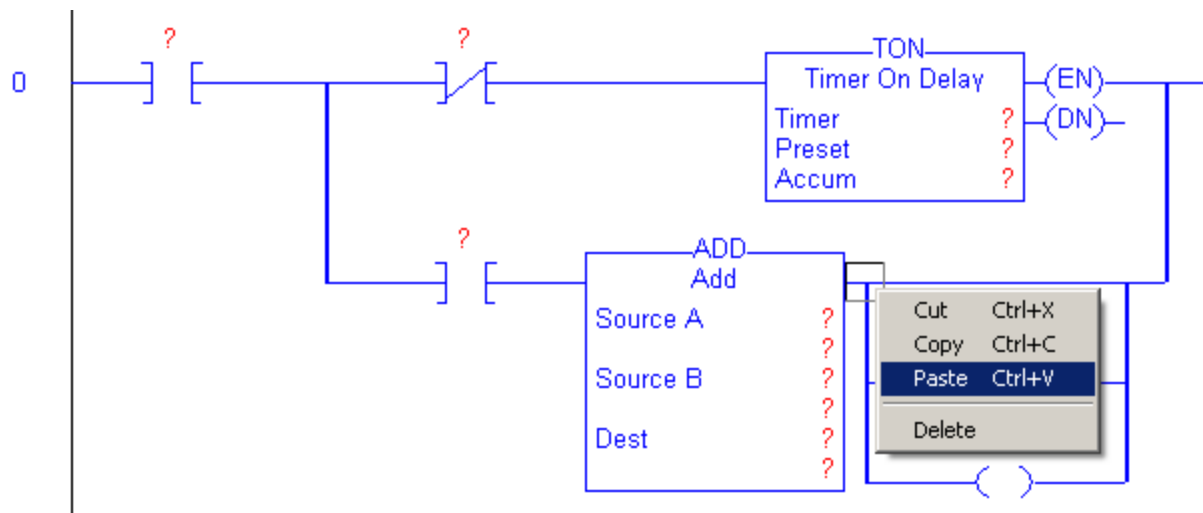 ? ?
0
TON
Timer On Delay
(EN)
Timer ?
(DN)
Preset ?
Accum ?
?
ADD
Add
Source A ?
?
Source B ?
?
Dest ?
?
Cut Ctrl+X
Copy Ctrl+C
Paste Ctrl+V
Delete
( )